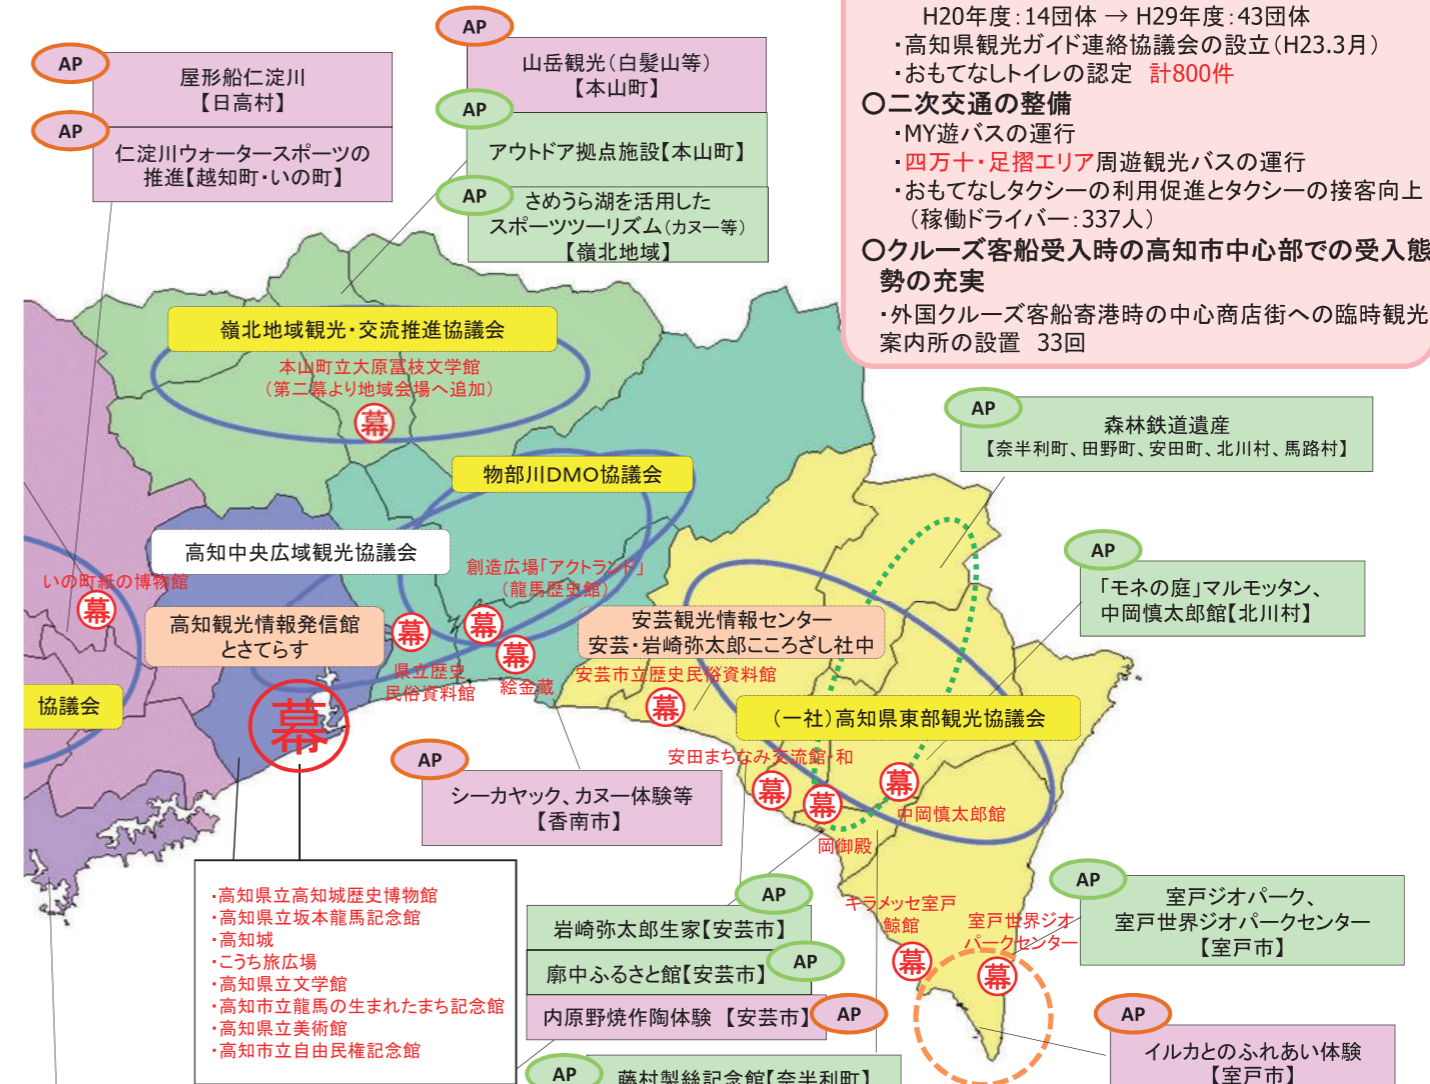 H20年度：14団体 → H29年度：43団体
・高知県観光ガイド連絡協議会の設立（H23.3月）
・おもてなしトイレの認定 計800件
〇二次交通の整備
・MY遊バスの運行
・四万十・足摺エリア周遊観光バスの運行
・おもてなしタクシーの利用促進とタクシーの接客向上
（稼働ドライバー：337人）
〇クルーズ客船受入時の高知市中心部での受入態
勢の充実
・外国クルーズ客船寄港時の中心商店街への臨時観光
案内所の設置 33回
AP
屋形船仁淀川
【日高村】
AP
仁淀川ウォータースポーツの
推進【越知町・いの町】
AP
山岳観光（白髪山等）
【本山町】
AP
アウトドア拠点施設【本山町】
AP
さめうら湖を活用した
スポーツツーリズム（カヌー等）
【嶺北地域】
嶺北地域観光・交流推進協議会
本山町立大原富枝文学館
（第二幕より地域会場へ追加）
幕
物部川DMO協議会
高知中央広域観光協議会
いの町紙の博物館
幕
創造広場「アクトランド」
（龍馬歴史館）
幕
高知観光情報発信館
とさてらす
幕
県立歴史
民俗資料館
幕
絵金蔵
安芸観光情報センター
安芸・岩崎弥太郎こころざし社中
安芸市立歴史民俗資料館
幕
協議会
幕
（一社）高知県東部観光協議会
安田まちなみ交流館・和
幕
幕
岡御殿
幕
中岡慎太郎館
AP
森林鉄道遺産
【奈半利町、田野町、安田町、北川村、馬路村】
AP
「モネの庭」マルモッタン、
中岡慎太郎館【北川村】
AP
シーカヤック、カヌー体験等
【香南市】
・高知県立高知城歴史博物館
・高知県立坂本龍馬記念館
・高知城
・こうち旅広場
・高知県立文学館
・高知市立龍馬の生まれたまち記念館
・高知県立美術館
・高知市立自由民権記念館
AP
岩崎弥太郎生家【安芸市】
AP
廓中ふるさと館【安芸市】
AP
内原野焼作陶体験 【安芸市】
AP
藤村製絲記念館【奈半利町】
キラメッセ室戸
鯨館
幕
室戸世界ジオ
パークセンター
幕
AP
室戸ジオパーク、
室戸世界ジオパークセンター
【室戸市】
AP
イルカとのふれあい体験
【室戸市】